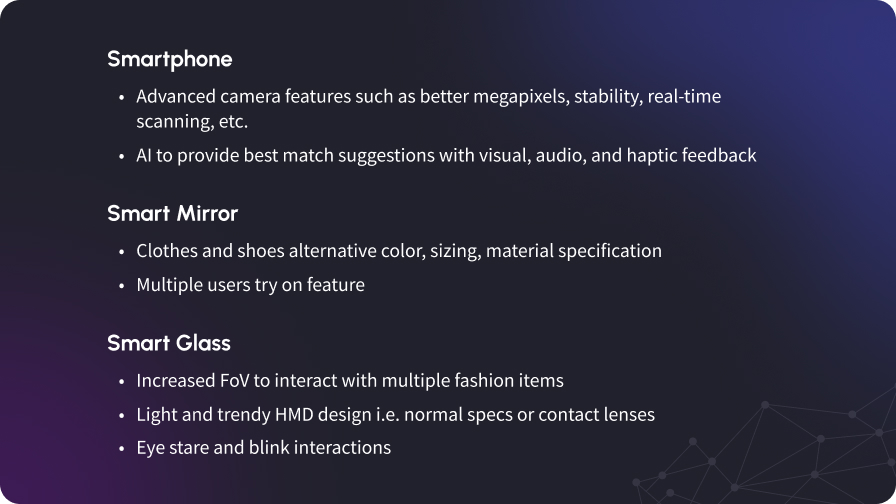 Smartphone
• Advanced camera features such as better megapixels, stability, real-time
scanning, etc.
• AI to provide best match suggestions with visual, audio, and haptic feedback
Smart Mirror
• Clothes and shoes alternative color, sizing, material specification
• Multiple users try on feature
Smart Glass
• Increased FoV to interact with multiple fashion items
• Light and trendy HMD design i.e. normal specs or contact lenses
• Eye stare and blink interactions